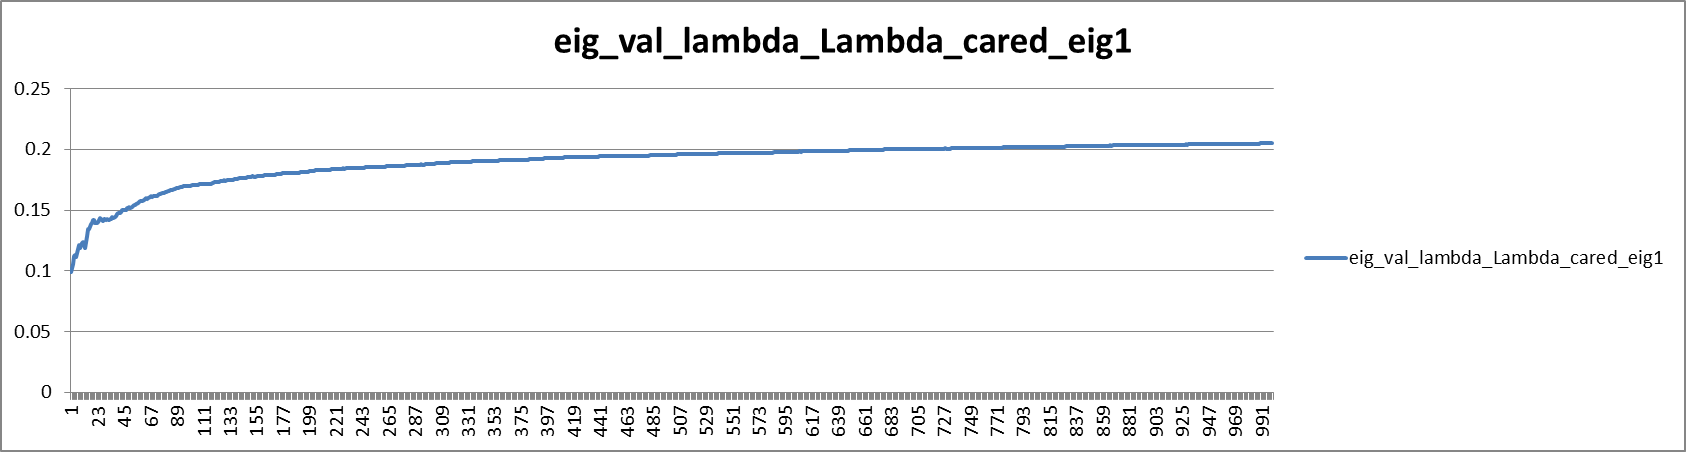 eig_val_lambda_Lambda_cared_eig1
0.25
0.2
0.15
0.1
0.05
0
eig_val_lambda_Lambda_cared_eig1
1 23 45 67 89 111 133 155 177 199 221 243 265 287 309 331 353 375 397 419 441 463 485 507 529 551 573 595 617 639 661 683 705 727 749 771 793 815 837 859 881 903 925 947 969 991